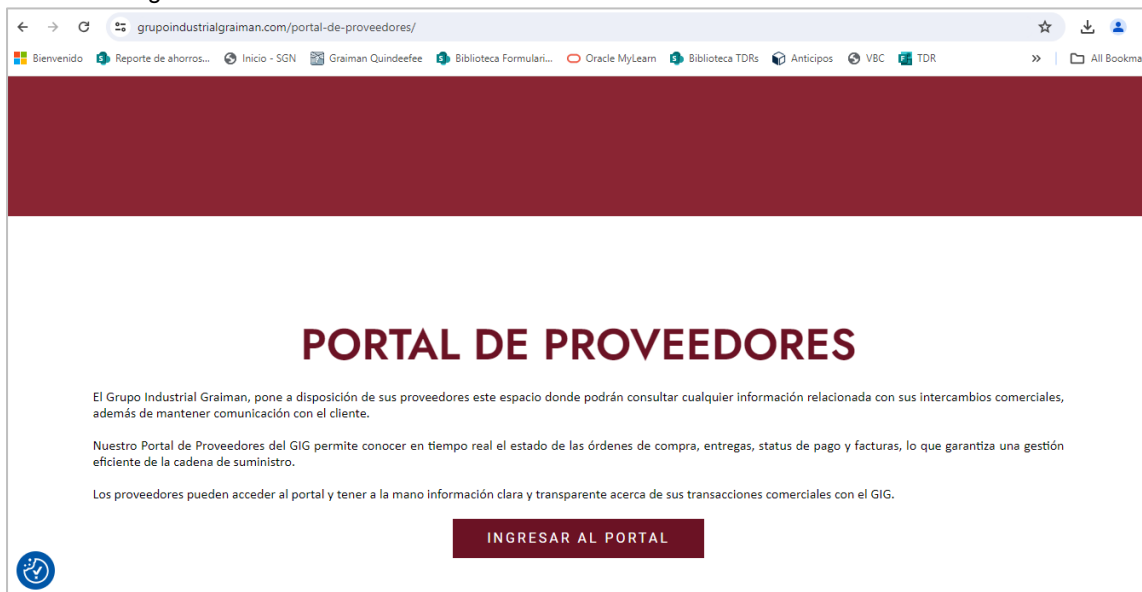 grupoindustrialgraiman.com/portal-de-proveedores/
Bienvenido Reporte de ahorros... Inicio - SGN Graiman Quindeefee Biblioteca Formulari... Oracle MyLearn Biblioteca TDRs Anticipos VBC TDR » All Bookma
PORTAL DE PROVEEDORES
El Grupo Industrial Graiman, pone a disposición de sus proveedores este espacio donde podrán consultar cualquier información relacionada con sus intercambios comerciales,
además de mantener comunicación con el cliente.
Nuestro Portal de Proveedores del GIG permite conocer en tiempo real el estado de las órdenes de compra, entregas, status de pago y facturas, lo que garantiza una gestión
eficiente de la cadena de suministro.
Los proveedores pueden acceder al portal y tener a la mano información clara y transparente acerca de sus transacciones comerciales con el GIG.
INGRESAR AL PORTAL